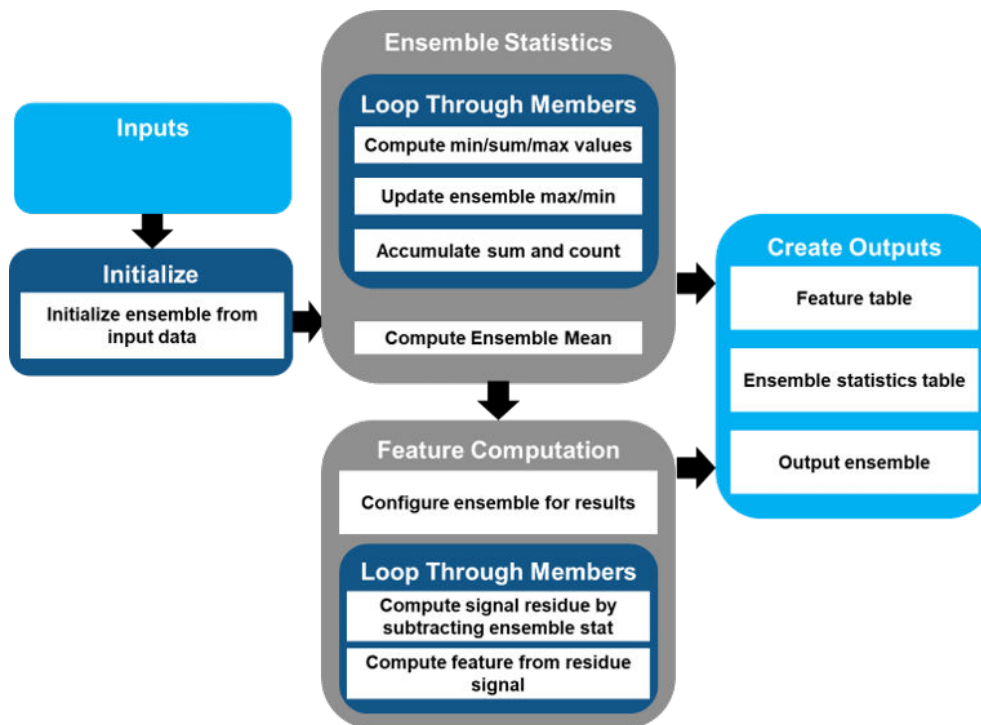 Inputs
Initialize
Initialize ensemble from
input data
Ensemble Statistics
Loop Through Members
Compute min/sum/max values
Update ensemble max/min
Accumulate sum and count
Compute Ensemble Mean
Feature Computation
Configure ensemble for results
Loop Through Members
Compute signal residue by
subtracting ensemble stat
Compute feature from residue
signal
Create Outputs
Feature table
Ensemble statistics table
Output ensemble